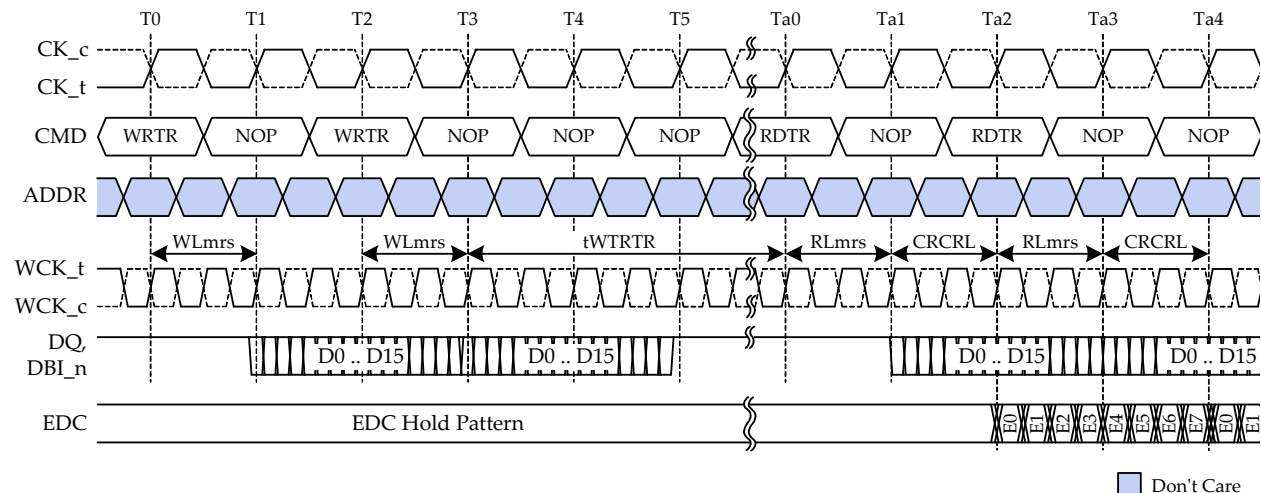 T0 T1 T2 T3 T4 T5 Ta0 Ta1 Ta2 Ta3 Ta4
CK_c
CK_t
CMD WRTR NOP WRTR NOP NOP NOP RDTR NOP RDTR NOP NOP
ADDR
WLmrs WLmrs tWTRTR RLmrs CRCRL RLmrs CRCRL
WCK_t
WCK_c
DQ,
DBI_n D0 .. D15 D0 .. D15 D0 .. D15 D0 .. D15
EDC EDC Hold Pattern E0 E1 E2 E3 E4 E5 E6 E7 E0 E1
Don't Care